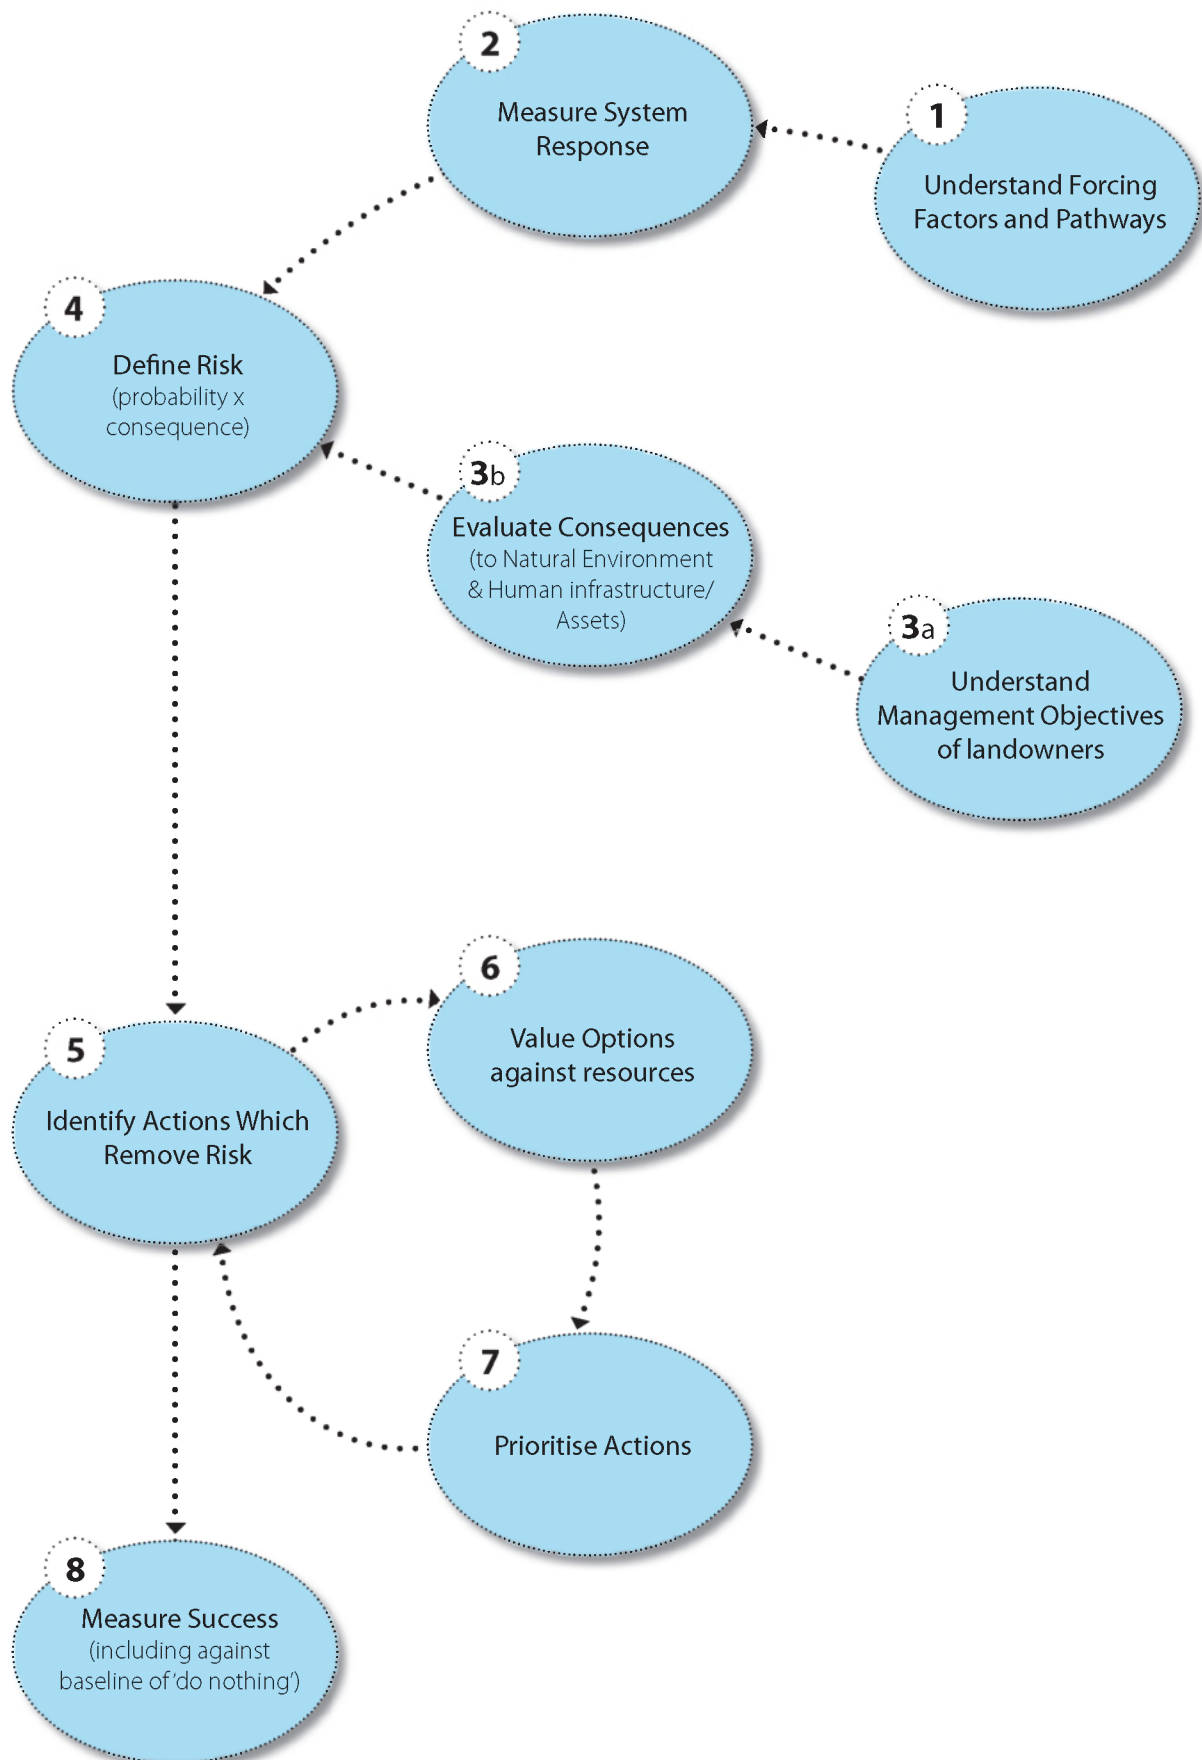 2
Measure System
Response
1
Understand Forcing
Factors and Pathways
4
Define Risk
(probability x
consequence)
3b
Evaluate Consequences
(to Natural Environment
& Human infrastructure/
Assets)
3a
Understand
Management Objectives
of landowners
6
Value Options
against resources
5
Identify Actions Which
Remove Risk
7
Prioritise Actions
8
Measure Success
(including against
baseline of ‘do nothing’)